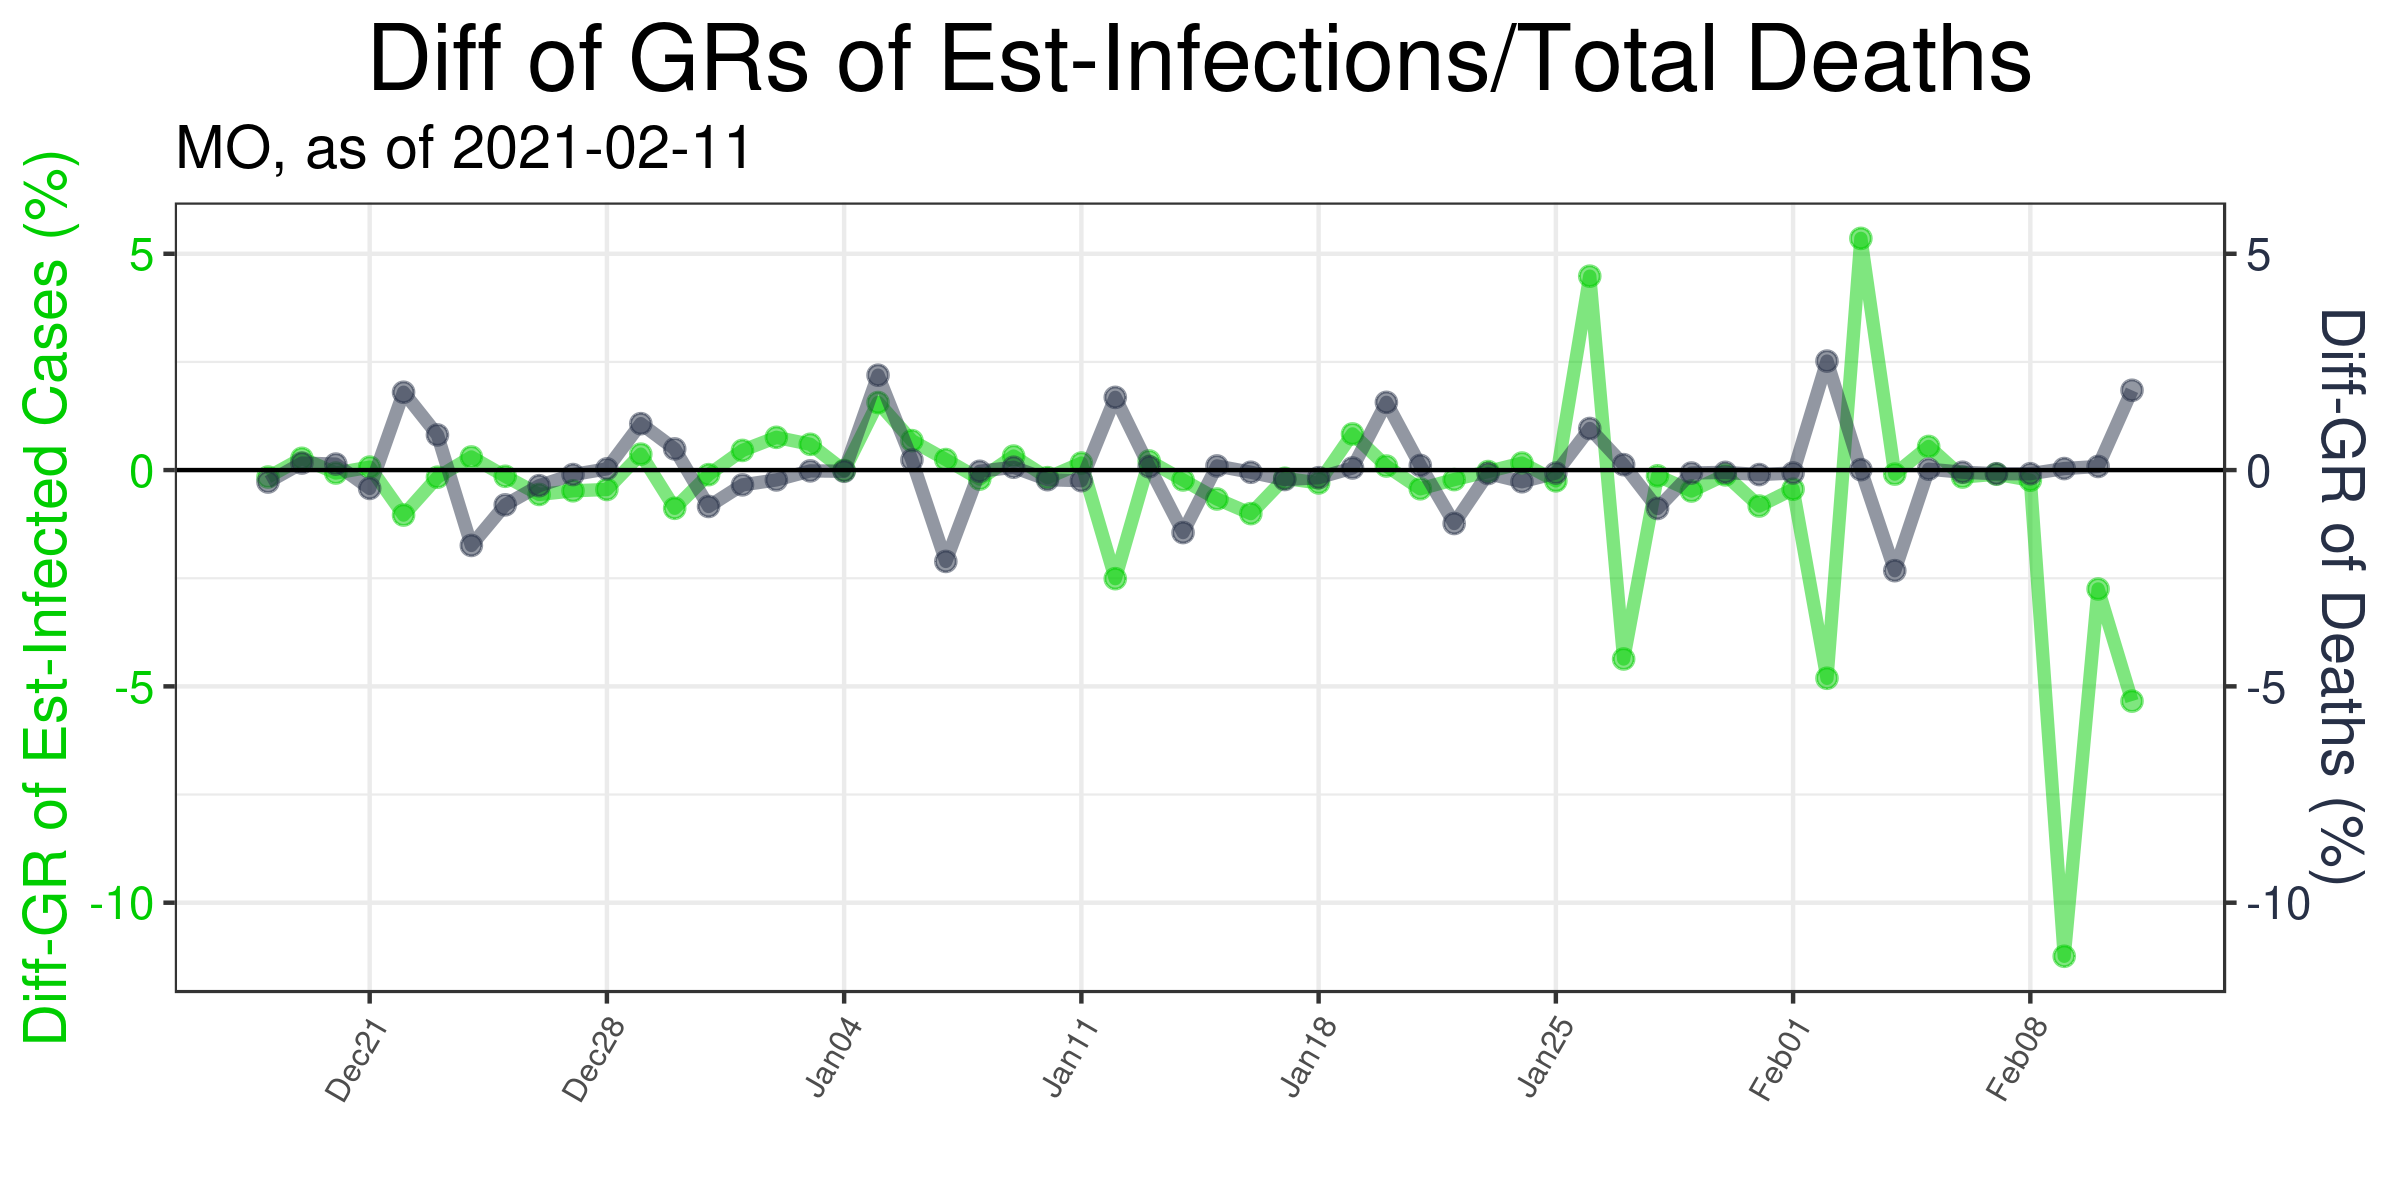 Diff of GRs of Est-Infections/Total Deaths
MO, as of 2021-02-11
Diff-GR of Est-Infected Cases (%)
5
0
-5
-10
5
0
-5
-10
Diff-GR of Deaths (%)
Dec21
Dec28
Jan04
Jan11
Jan18
Jan25
Feb01
Feb08